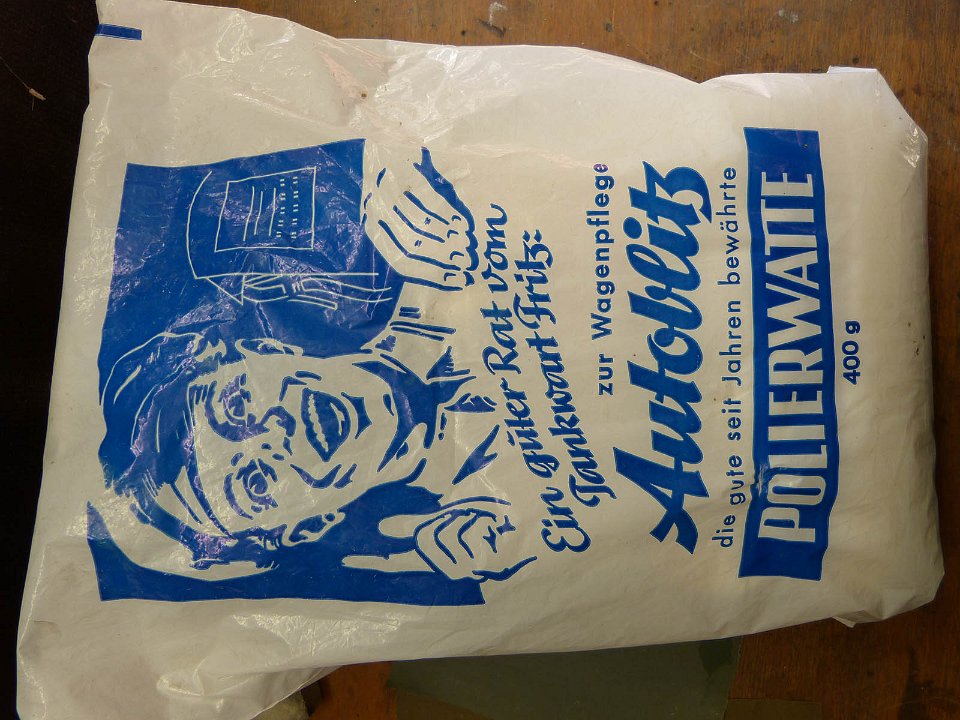 Ein guter Rat vom
Tankwart Fritz:
zur Wagenpflege
Autoblitz
die gute seit Jahren bewährte
POLIERWATTE
400 g